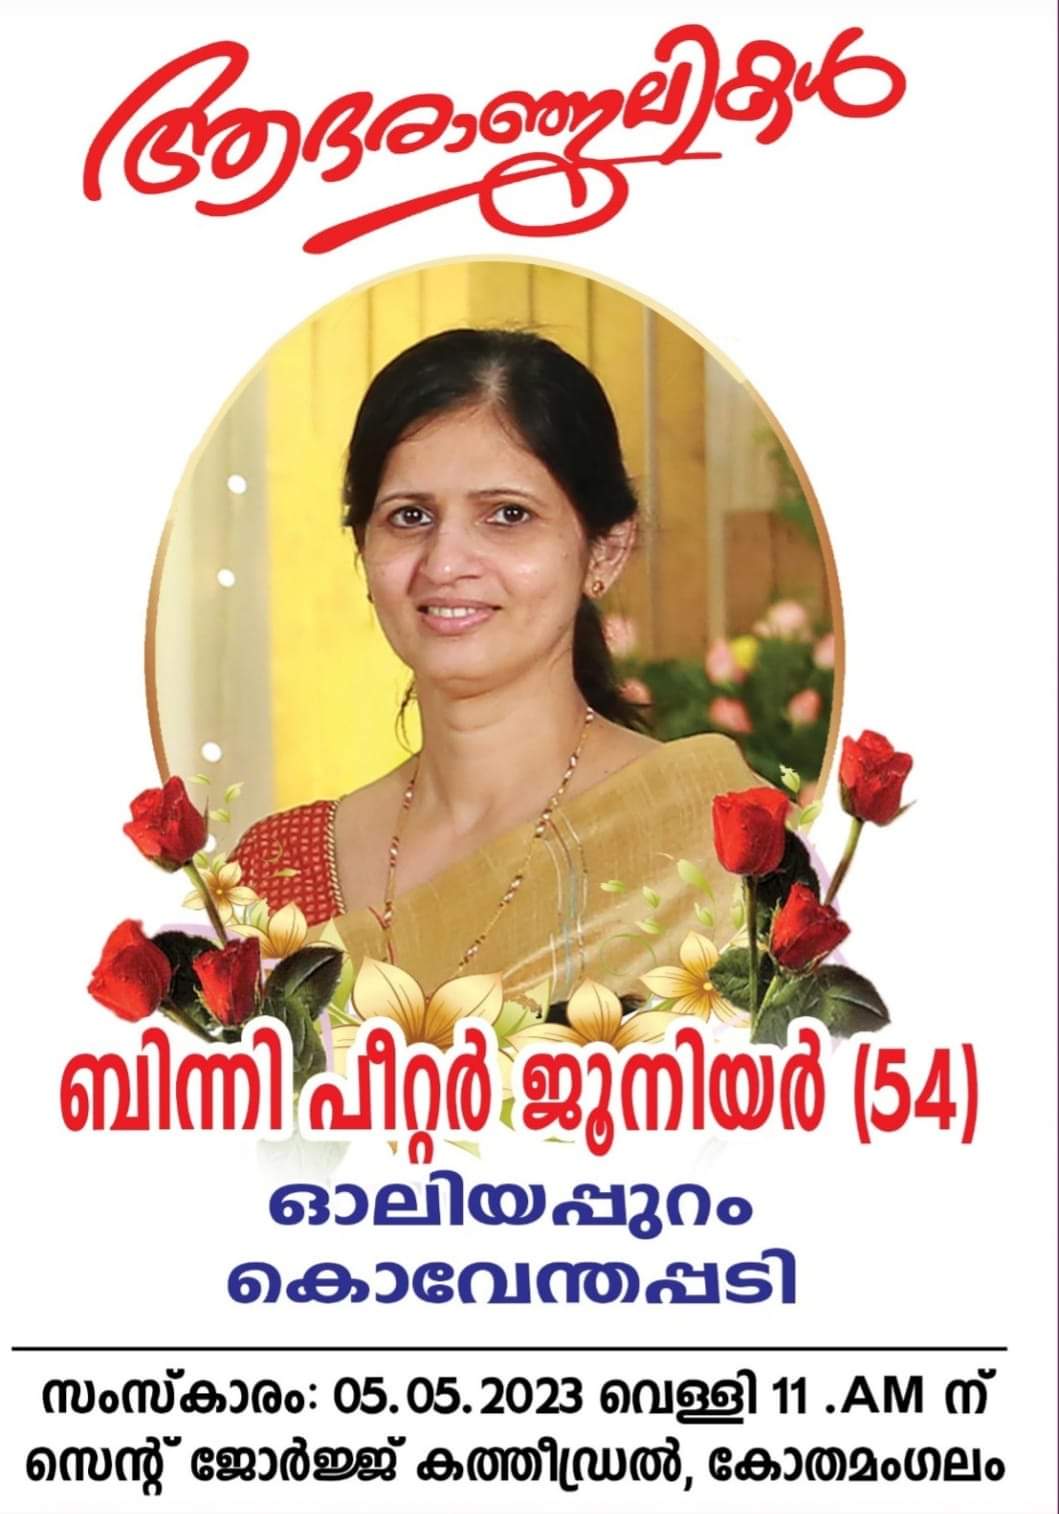 ആദരാഞ്ജലികൾ
ബിന്നി പീറ്റർ ജൂനിയർ (54)
ഓലിയപ്പുറം
കൊവേന്തപ്പടി
സംസ്കാരം: 05.05.2023 വെള്ളി 11 .AM ന്
സെന്റ് ജോർജ്ജ് കത്തീഡ്രൽ, കോതമംഗലം